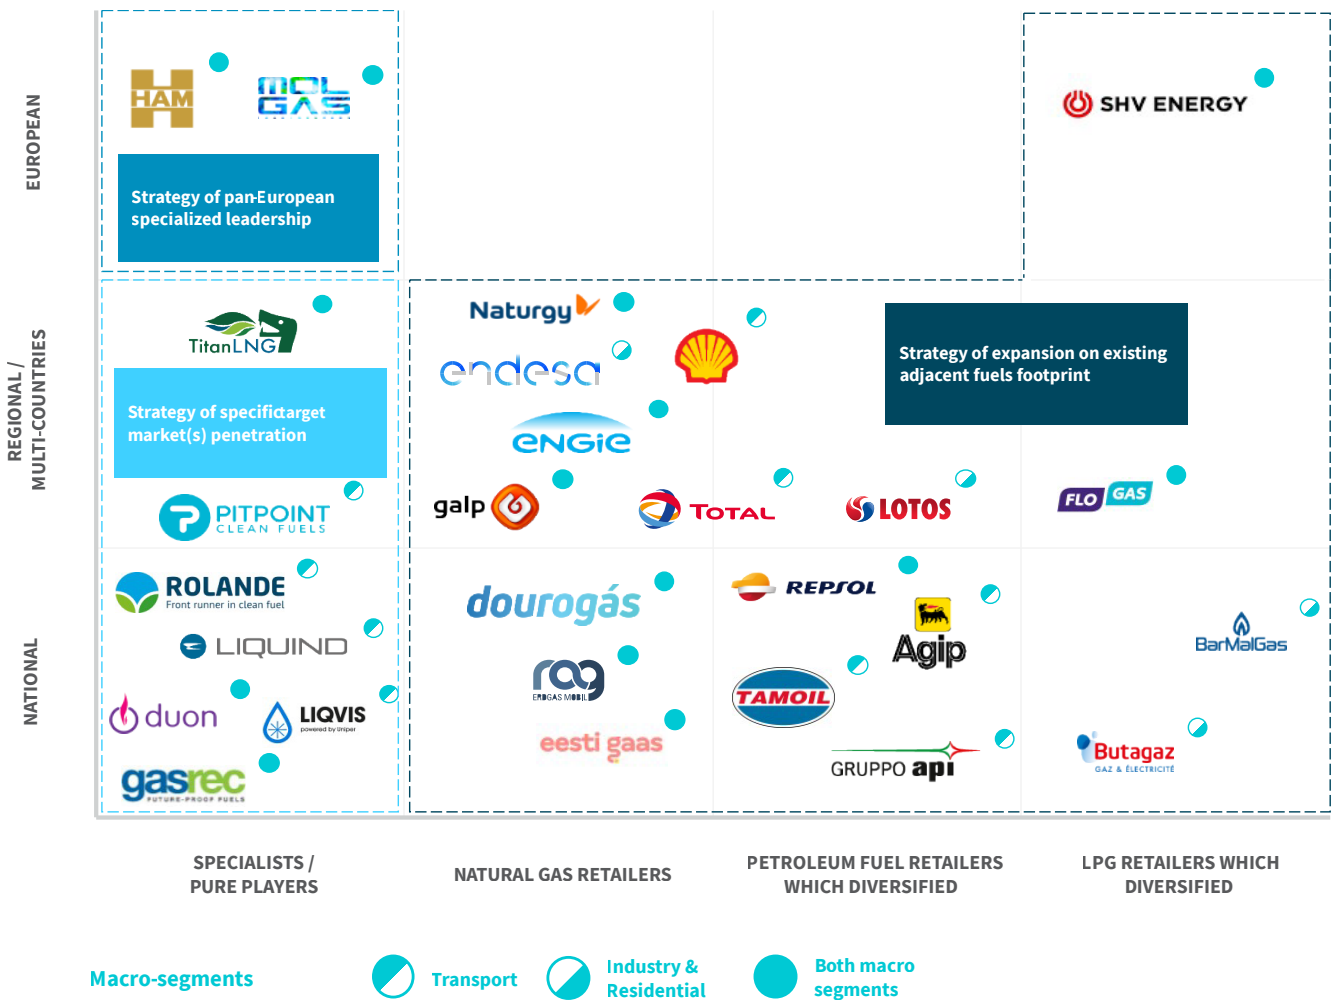 EUROPEAN
HAM
MOL
GAS
SHV ENERGY
Strategy of pan-European
specialized leadership
REGIONAL /
MULTI-COUNTRIES
TitanLNG
Strategy of specifictarget
market(s) penetration
PITPOINT
CLEAN FUELS
Naturgy
endesa
ENGIE
galp
TOTAL
LOTOS
Strategy of expansion on existing
adjacent fuels footprint
FLO GAS
NATIONAL
ROLANDE
Front runner in clean fuel
LIQUIND
duon
LIQVIS
powered by Uniper
gasrec
FUTURE-PROOF FUELS
dourogás
rag
ERDGAS MOBIL
eesti gaas
REPSOL
Agip
TAMOIL
GRUPPO api
BarMalGas
Butagaz
GAZ & ÉLECTRICITÉ
SPECIALISTS /
PURE PLAYERS
NATURAL GAS RETAILERS
PETROLEUM FUEL RETAILERS
WHICH DIVERSIFIED
LPG RETAILERS WHICH
DIVERSIFIED
Macro-segments
Transport
Industry &
Residential
Both macro
segments